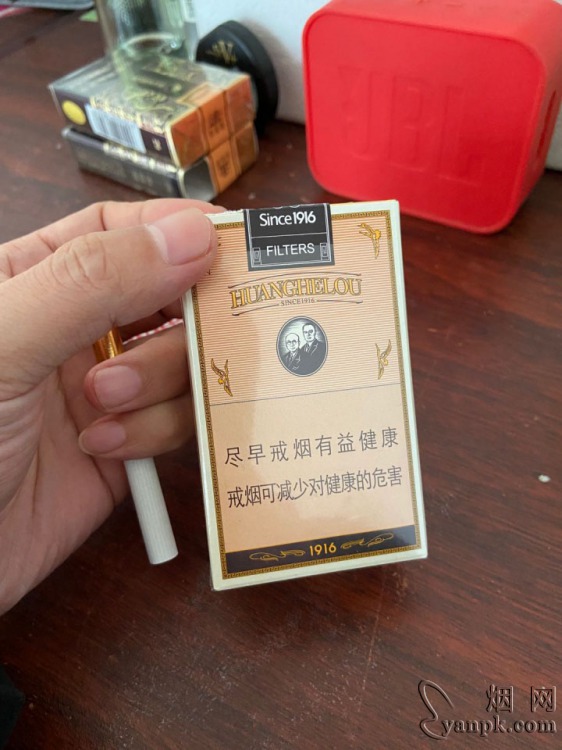 JBL
Since1916
FILTERS
HUANGHELOU
SINCE1916
尽早戒烟有益健康
戒烟可减少对健康的危害
1916
烟网
yanpk.com